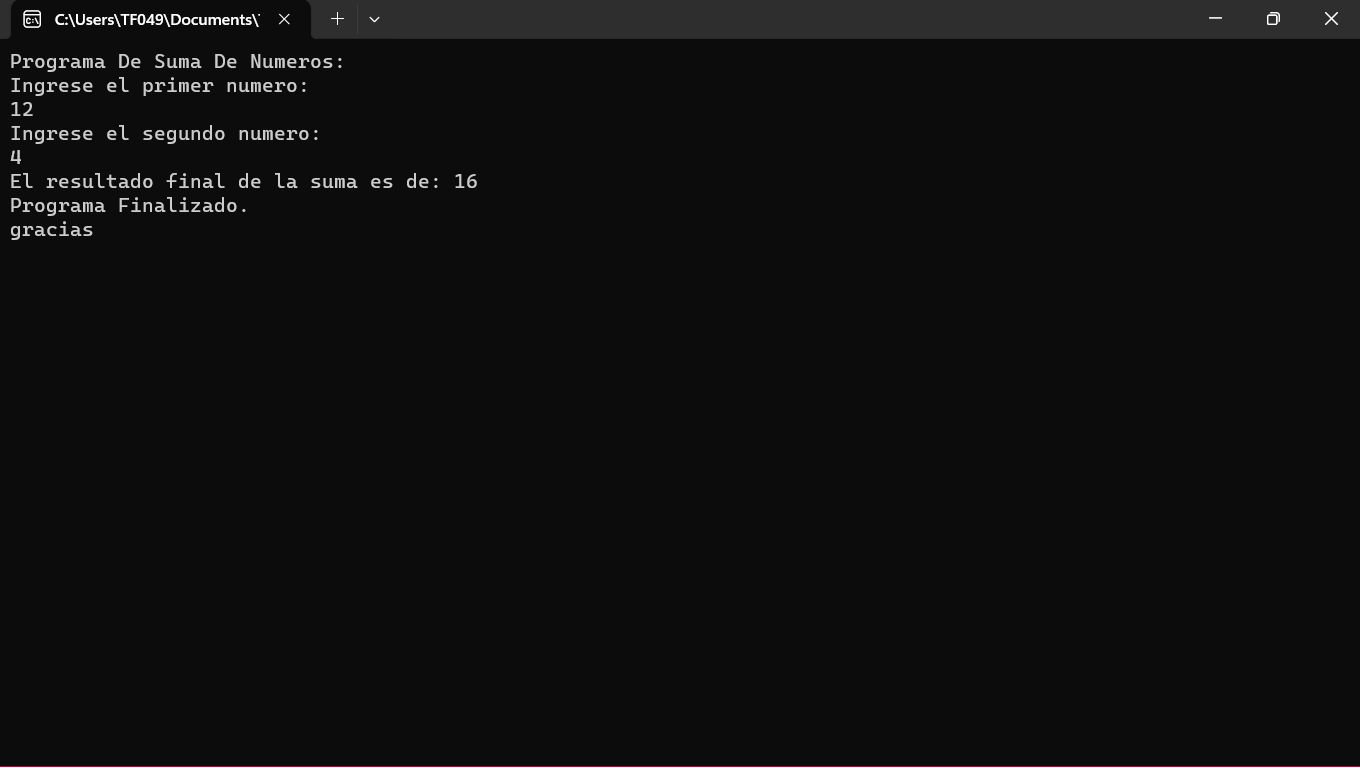 C:\Users\TF049\Documents\
Programa De Suma De Numeros:
Ingrese el primer numero:
12
Ingrese el segundo numero:
4
El resultado final de la suma es de: 16
Programa Finalizado.
gracias